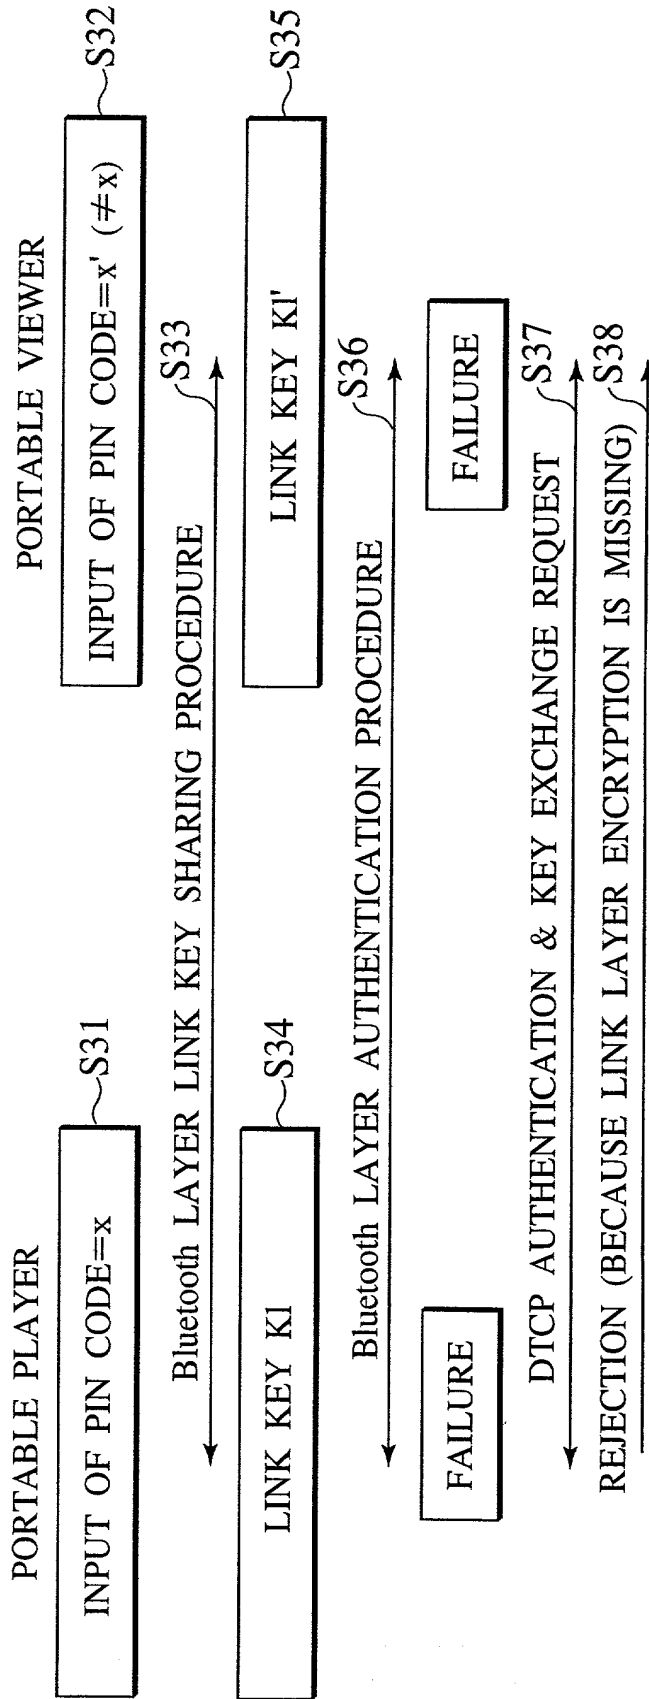 PORTABLE PLAYER
PORTABLE VIEWER
INPUT OF PIN CODE=x
S31
INPUT OF PIN CODE=x' (≠x)
S32
Bluetooth LAYER LINK KEY SHARING PROCEDURE
S33
LINK KEY Kl
S34
LINK KEY Kl'
S35
Bluetooth LAYER AUTHENTICATION PROCEDURE
S36
FAILURE
FAILURE
DTCP AUTHENTICATION & KEY EXCHANGE REQUEST
S37
REJECTION (BECAUSE LINK LAYER ENCRYPTION IS MISSING)
S38